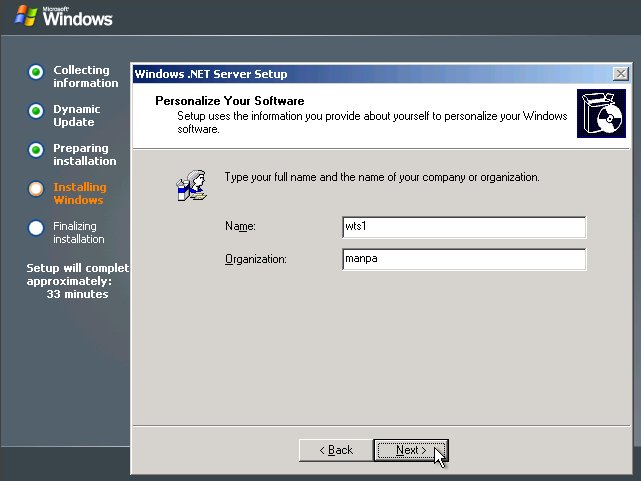 Microsoft
Windows
Collecting
information
Dynamic
Update
Preparing
installation
Installing
Windows
Finalizing
installation
Setup will complet
approximately:
33 minutes
Windows .NET Server Setup
Personalize Your Software
Setup uses the information you provide about yourself to personalize your Windows
software.
Type your full name and the name of your company or organization.
Name: wts1
Organization: manpa
< Back Next >